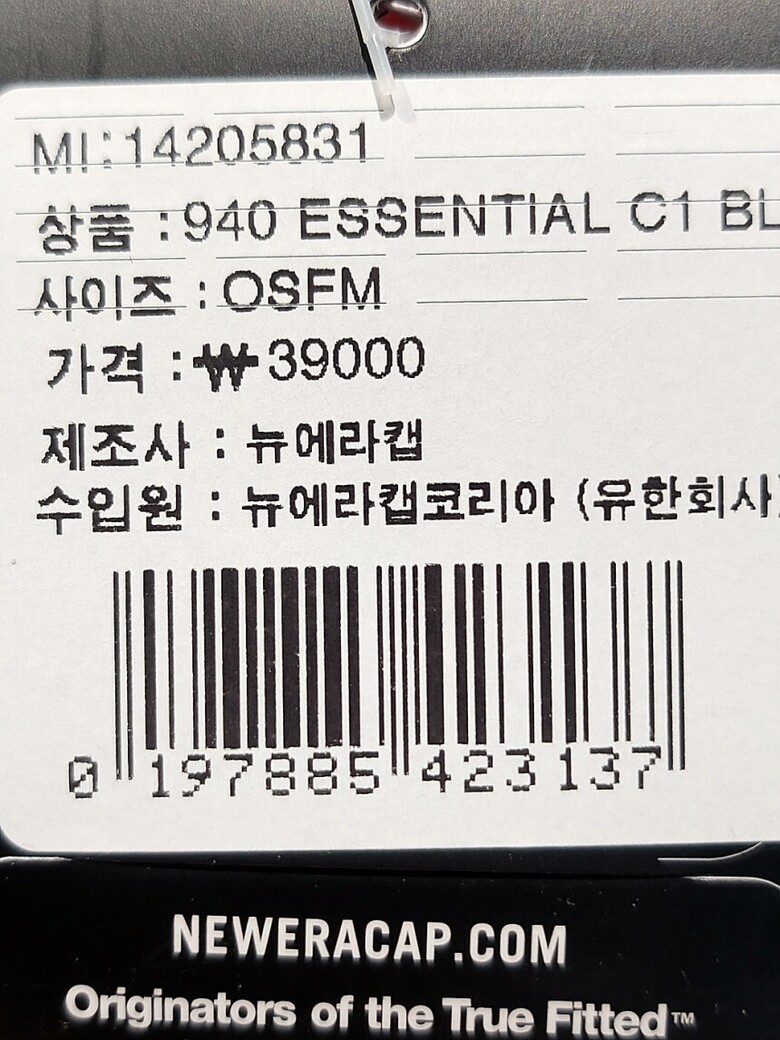 MI:14205831
상품 :940 ESSENTIAL C1 BL
사이즈 : OSFM
가격 : ₩39000
제조사 : 뉴에라캡
수입원 : 뉴에라캡코리아 (유한회사)
0 197885 423137
NEWERACAP.COM
Originators of the True Fitted™